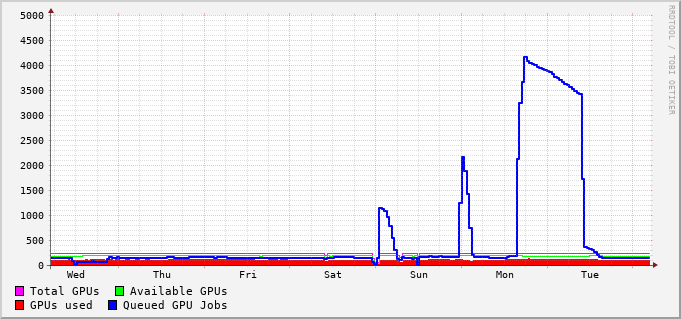 5000
4500
4000
3500
3000
2500
2000
1500
1000
500
0
Wed Thu Fri Sat Sun Mon Tue
Total GPUs Available GPUs
GPUs used Queued GPU Jobs
RRDTOOL / TOBI OETIKER